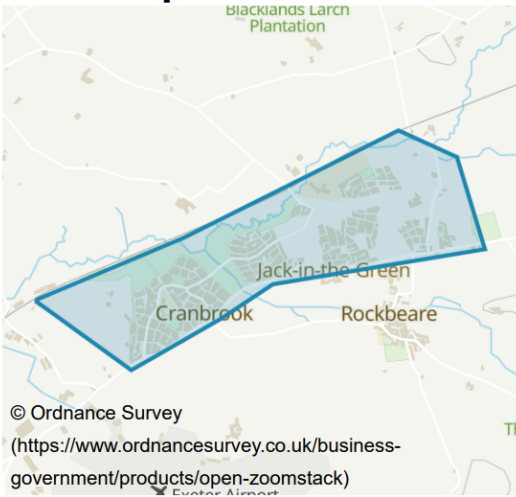 Blacklands Larch
Plantation
Jack-in-the Green
Cranbrook
Rockbeare
© Ordnance Survey
(https://www.ordnancesurvey.co.uk/business-
government/products/open-zoomstack)
Exeter Airport